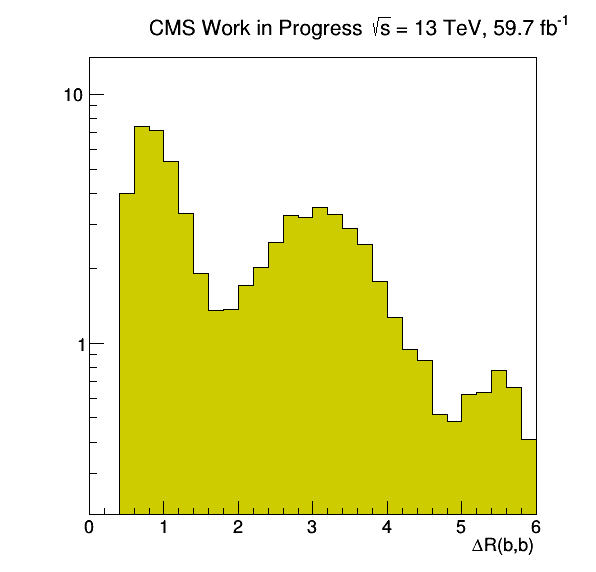 CMS Work in Progress √s = 13 TeV, 59.7 fb⁻¹
10
1
0 1 2 3 4 5 6
ΔR(b,b)